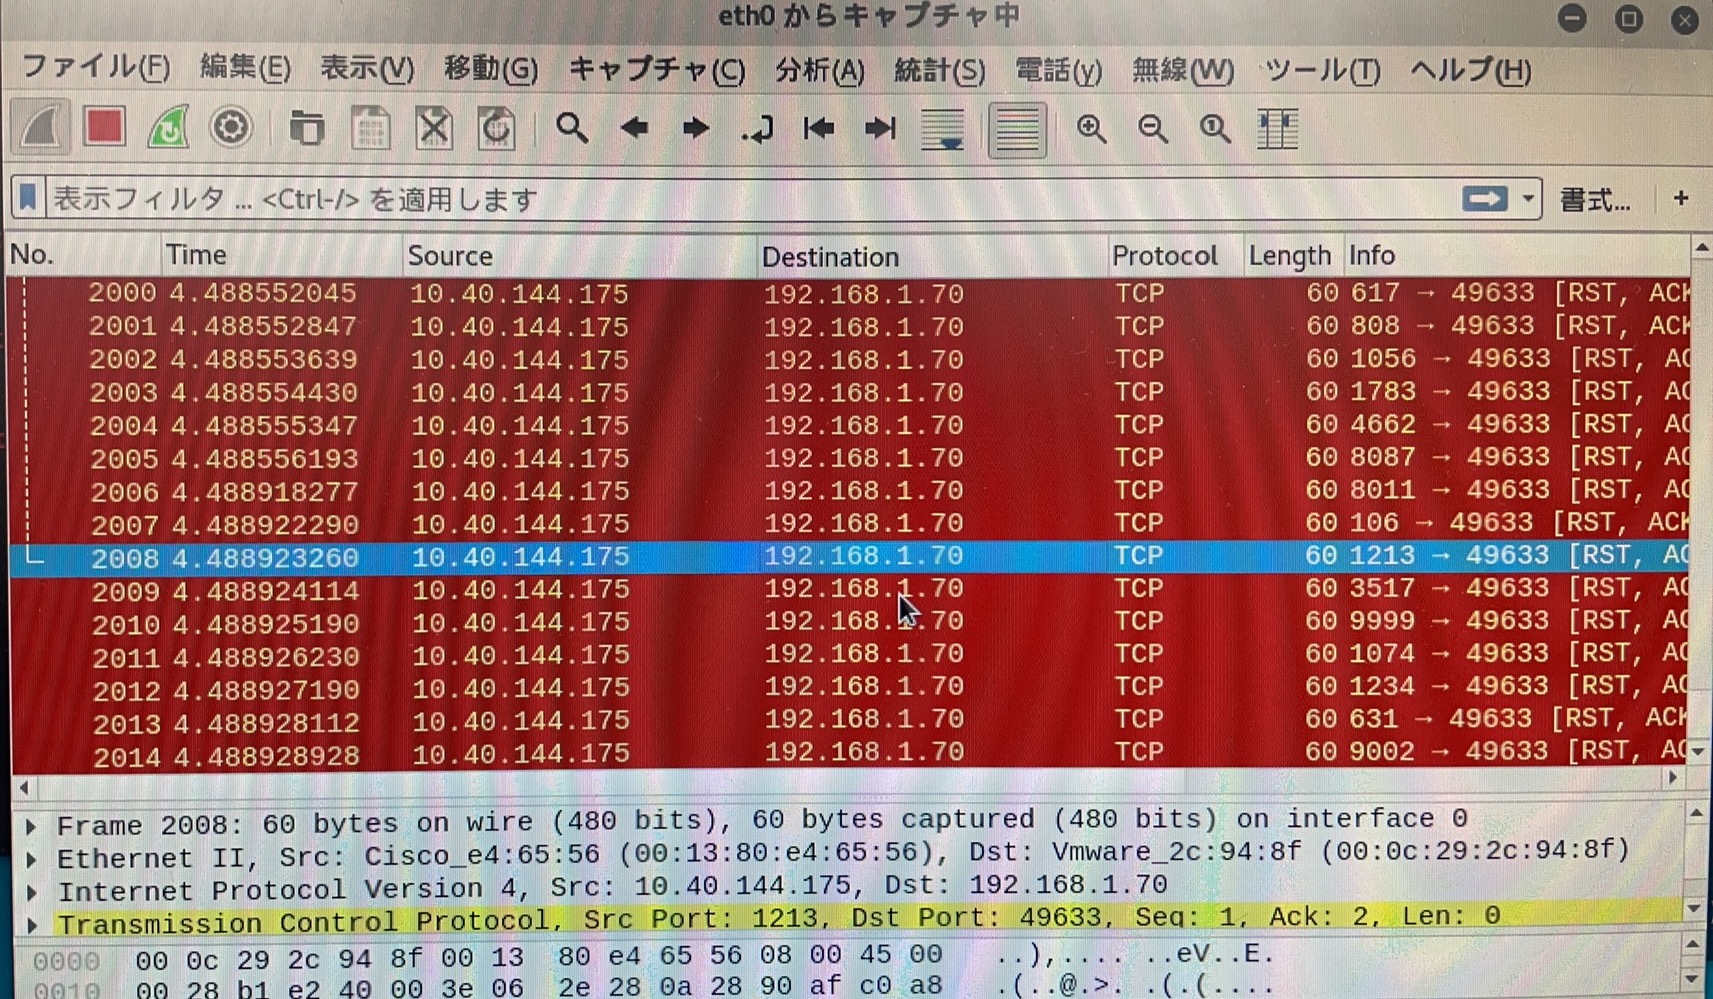 eth0 からキャプチャ中
ファイル(F) 編集(E) 表示(V) 移動(G) キャプチャ(C) 分析(A) 統計(S) 電話(y) 無線(W) ツール(T) ヘルプ(H)
表示フィルタ ... <Ctrl-/> を適用します 書式... +
No. Time Source Destination Protocol Length Info
2000 4.488552045 10.40.144.175 192.168.1.70 TCP 60 617 → 49633 [RST, ACK
2001 4.488552847 10.40.144.175 192.168.1.70 TCP 60 808 → 49633 [RST, ACK
2002 4.488553639 10.40.144.175 192.168.1.70 TCP 60 1056 → 49633 [RST, AC
2003 4.488554430 10.40.144.175 192.168.1.70 TCP 60 1783 → 49633 [RST, AC
2004 4.488555347 10.40.144.175 192.168.1.70 TCP 60 4662 → 49633 [RST, AC
2005 4.488556193 10.40.144.175 192.168.1.70 TCP 60 8087 → 49633 [RST, AC
2006 4.488918277 10.40.144.175 192.168.1.70 TCP 60 8011 → 49633 [RST, AC
2007 4.488922290 10.40.144.175 192.168.1.70 TCP 60 106 → 49633 [RST, ACK
2008 4.488923260 10.40.144.175 192.168.1.70 TCP 60 1213 → 49633 [RST, AC
2009 4.488924114 10.40.144.175 192.168.1.70 TCP 60 3517 → 49633 [RST, AC
2010 4.488925190 10.40.144.175 192.168.1.70 TCP 60 9999 → 49633 [RST, AC
2011 4.488926230 10.40.144.175 192.168.1.70 TCP 60 1074 → 49633 [RST, AC
2012 4.488927190 10.40.144.175 192.168.1.70 TCP 60 1234 → 49633 [RST, AC
2013 4.488928112 10.40.144.175 192.168.1.70 TCP 60 631 → 49633 [RST, ACK
2014 4.488928928 10.40.144.175 192.168.1.70 TCP 60 9002 → 49633 [RST, AC
Frame 2008: 60 bytes on wire (480 bits), 60 bytes captured (480 bits) on interface 0
Ethernet II, Src: Cisco_e4:65:56 (00:13:80:e4:65:56), Dst: Vmware_2c:94:8f (00:0c:29:2c:94:8f)
Internet Protocol Version 4, Src: 10.40.144.175, Dst: 192.168.1.70
Transmission Control Protocol, Src Port: 1213, Dst Port: 49633, Seq: 1, Ack: 2, Len: 0
0000 00 0c 29 2c 94 8f 00 13 80 e4 65 56 08 00 45 00 ..),.... ..eV..E.
0010 00 28 b1 e2 40 00 3e 06 2e 28 0a 28 90 af c0 a8 .(..@.>. .(.(....